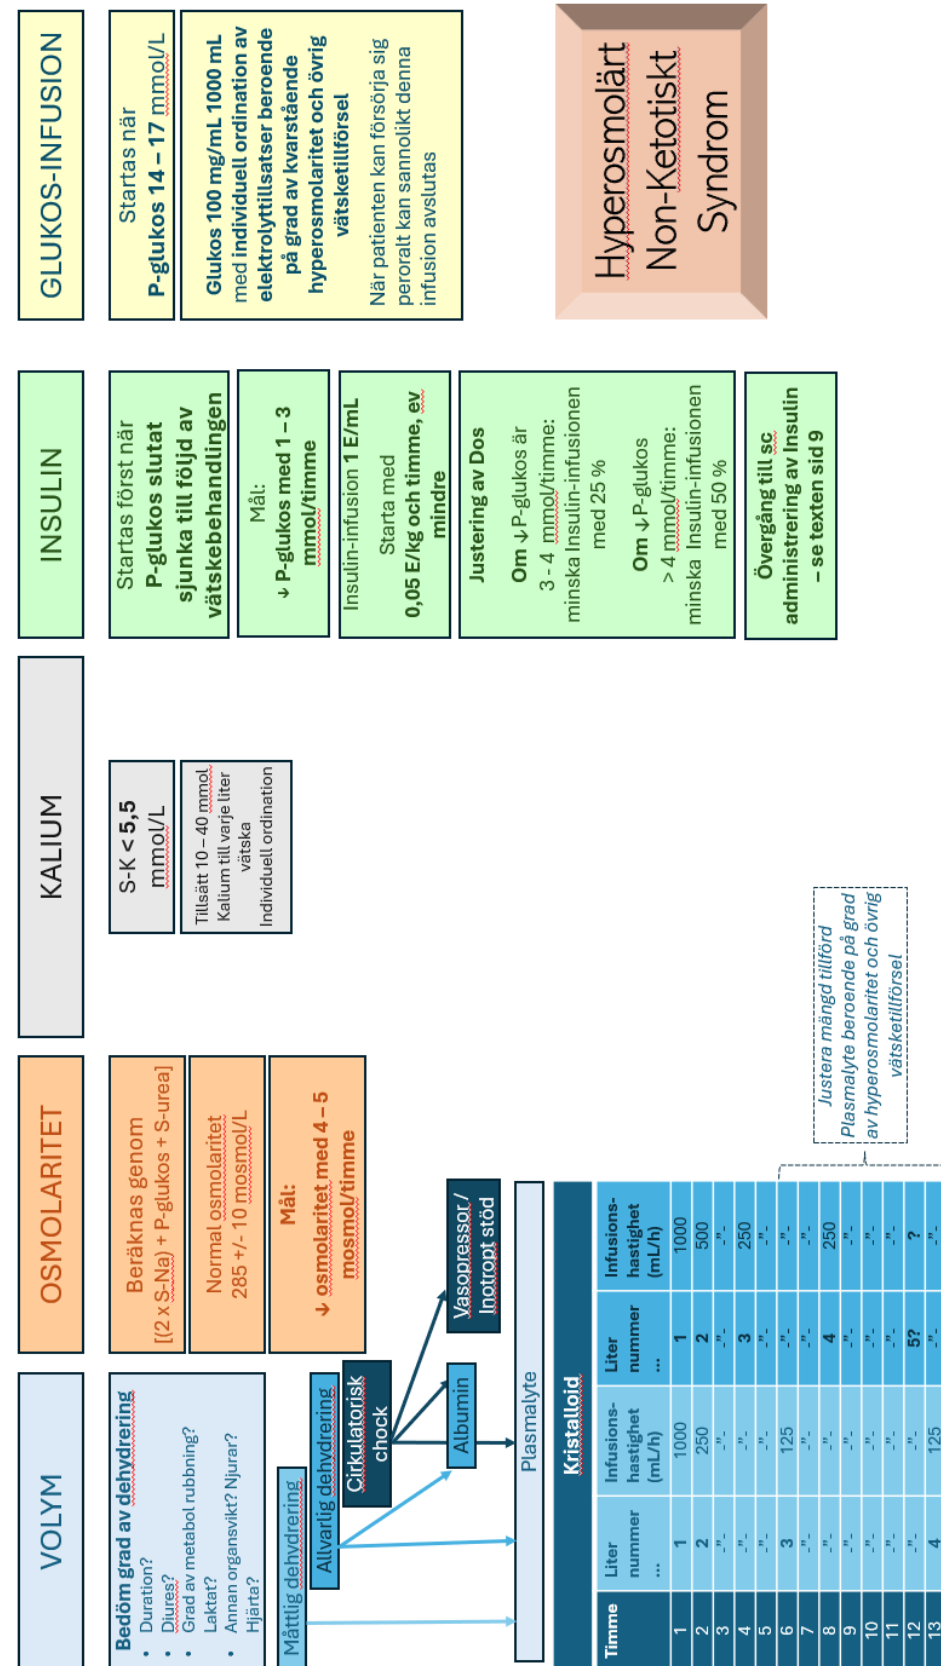 Hyperosmolärt
Non-Ketotiskt
Syndrom
VOLYM
Bedöm grad av dehydrering
• Duration?
• Diures?
• Grad av metabol rubbning?
Laktat?
• Annan organsvikt? Njurar?
Hjärta?
Måttlig dehydrering
Allvarlig dehydrering
Cirkulatorisk
chock
Albumin
Vasopressor/
Inotropt stöd
Plasmalyte
Kristalloid
Timme Liter Infusions- Liter Infusions-
nummer hastighet nummer hastighet
... (mL/h) ... (mL/h)
1 1 1000 1 1000
2 2 250 2 500
3 -"- -"- -"- -"-
4 -"- -"- 3 250
5 -"- -"- -"- -"-
6 3 125 -"- -"-
7 -"- -"- -"- -"-
8 -"- -"- 4 250
9 -"- -"- -"- -"-
10 -"- -"- -"- -"-
11 -"- -"- -"- -"-
12 -"- -"- 5? ?
13 4 125 -"- -"-
Justera mängd tillförd
Plasmalyte beroende på grad
av hyperosmolaritet och övrig
vätsketillförsel
OSMOLARITET
Beräknas genom
[(2 x S-Na) + P-glukos + S-urea]
Normal osmolaritet
285 +/- 10 mosmol/L
Mål:
↓ osmolaritet med 4 – 5
mosmol/timme
KALIUM
S-K < 5,5
mmol/L
Tillsätt 10 – 40 mmol
Kalium till varje liter
vätska
Individuell ordination
INSULIN
Startas först när
P-glukos slutat
sjunka till följd av
vätskebehandlingen
Mål:
↓ P-glukos med 1 – 3
mmol/timme
Insulin-infusion 1 E/mL
Starta med
0,05 E/kg och timme, ev
mindre
Justering av Dos
Om ↓P-glukos är
3 - 4 mmol/timme:
minska Insulin-infusionen
med 25 %
Om ↓P-glukos
> 4 mmol/timme:
minska Insulin-infusionen
med 50 %
Övergång till sc
administrering av Insulin
– se texten sid 9
GLUKOS-INFUSION
Startas när
P-glukos 14 – 17 mmol/L
Glukos 100 mg/mL 1000 mL
med individuell ordination av
elektrolyttillsatser beroende
på grad av kvarstående
hyperosmolaritet och övrig
vätsketillförsel
När patienten kan försörja sig
peroralt kan sannolikt denna
infusion avslutas